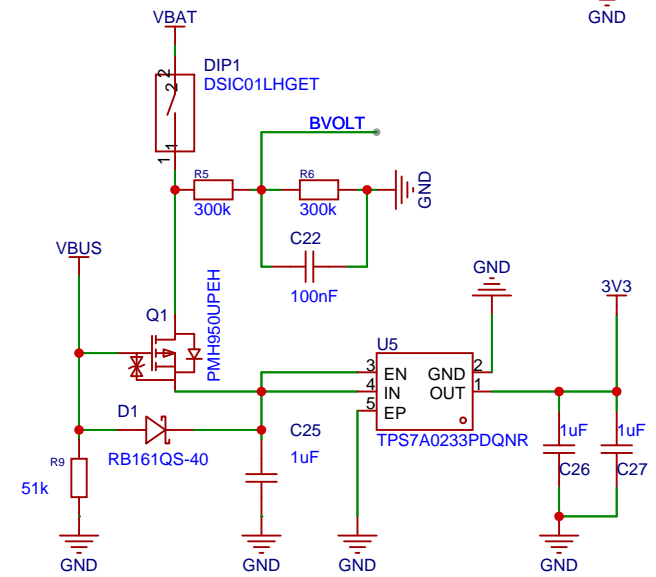 GND
VBAT
2
2
DIP1
DSIC01LHGET
1
1
BVOLT
R5
300k
R6
300k
GND
C22
100nF
VBUS
Q1
PMH950UPEH
GND
3V3
U5
3
EN
GND
2
4
IN
OUT
1
5
EP
TPS7A0233PDQNR
D1
RB161QS-40
C25
1uF
1uF
C26
1uF
C27
R9
51k
GND
GND
GND
GND